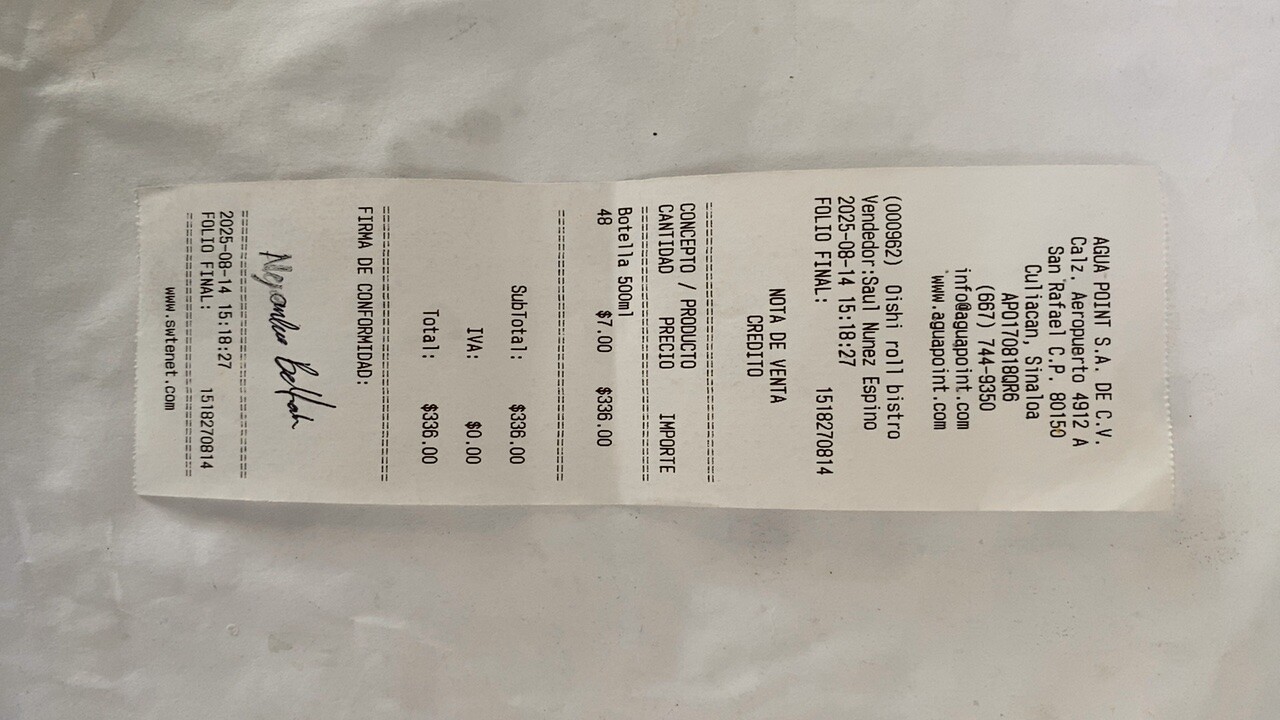 AGUA POINT S.A. DE C.V.
Calz. Aeropuerto 4912 A
San Rafael C.P. 80150
Culiacan, Sinaloa
APO170818QR6
(667) 744-9350
info@aguapoint.com
www.aguapoint.com
(000962) Oishi roll bistro
Vendedor:Saul Nunez Espino
2025-08-14 15:18:27
FOLIO FINAL: 1518270814
NOTA DE VENTA
CREDITO
CONCEPTO / PRODUCTO
CANTIDAD PRECIO IMPORTE
Botella 500ml
48 $7.00 $336.00
SubTotal: $336.00
IVA: $0.00
Total: $336.00
FIRMA DE CONFORMIDAD:
2025-08-14 15:18:27
FOLIO FINAL: 1518270814
www.swtenet.com